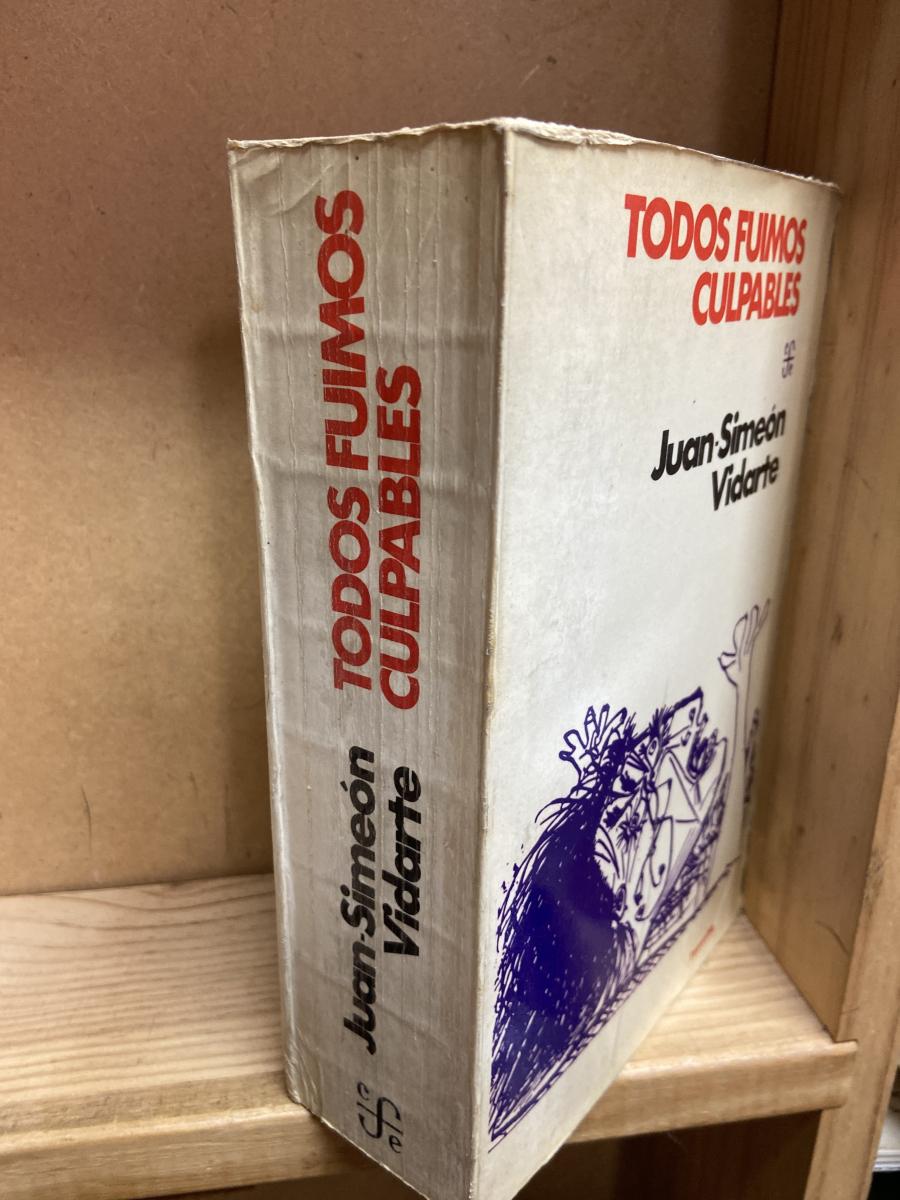 TODOS FUIMOS
CULPABLES
Juan-Simeón
Vidarte
TODOS FUIMOS
CULPABLES
Juan-Simeón
Vidarte